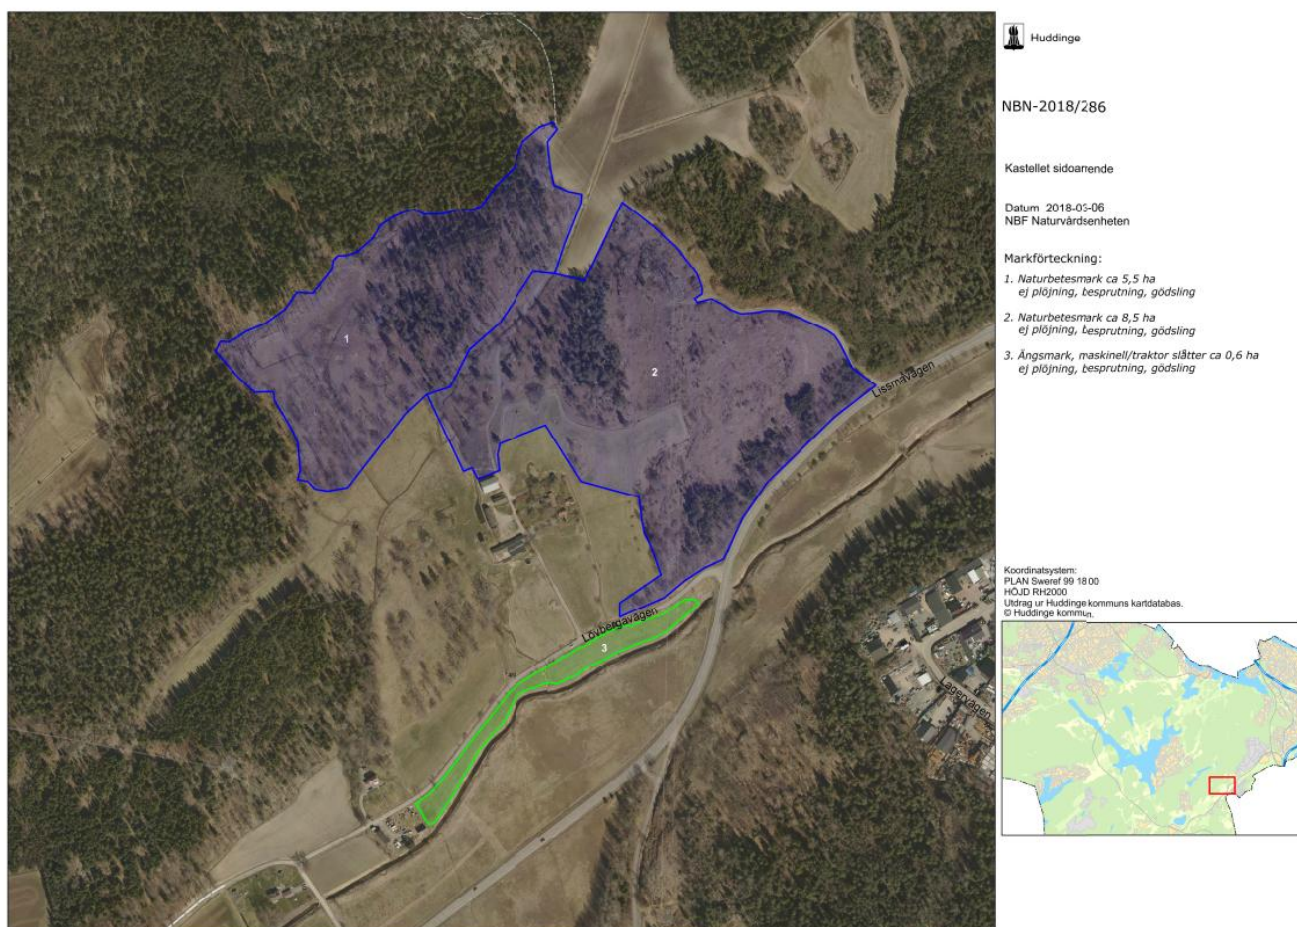 Huddinge
NBN-2018/286
Kastellet sidoarrende
Datum 2018-03-06
NBF Naturvårdsenheten
Markförteckning:
1. Naturbetesmark ca 5,5 ha
ej plöjning, besprutning, gödsling
2. Naturbetesmark ca 8,5 ha
ej plöjning, besprutning, gödsling
3. Ängsmark, maskinell/traktor slåtter ca 0,6 ha
ej plöjning, besprutning, gödsling
1
2
Lissmavägen
Lövbergavägen
3
Lagervägen
Koordinatsystem:
PLAN Sweref 99 18 00
HÖJD RH2000
Utdrag ur Huddinge kommuns kartdatabas.
© Huddinge kommun.